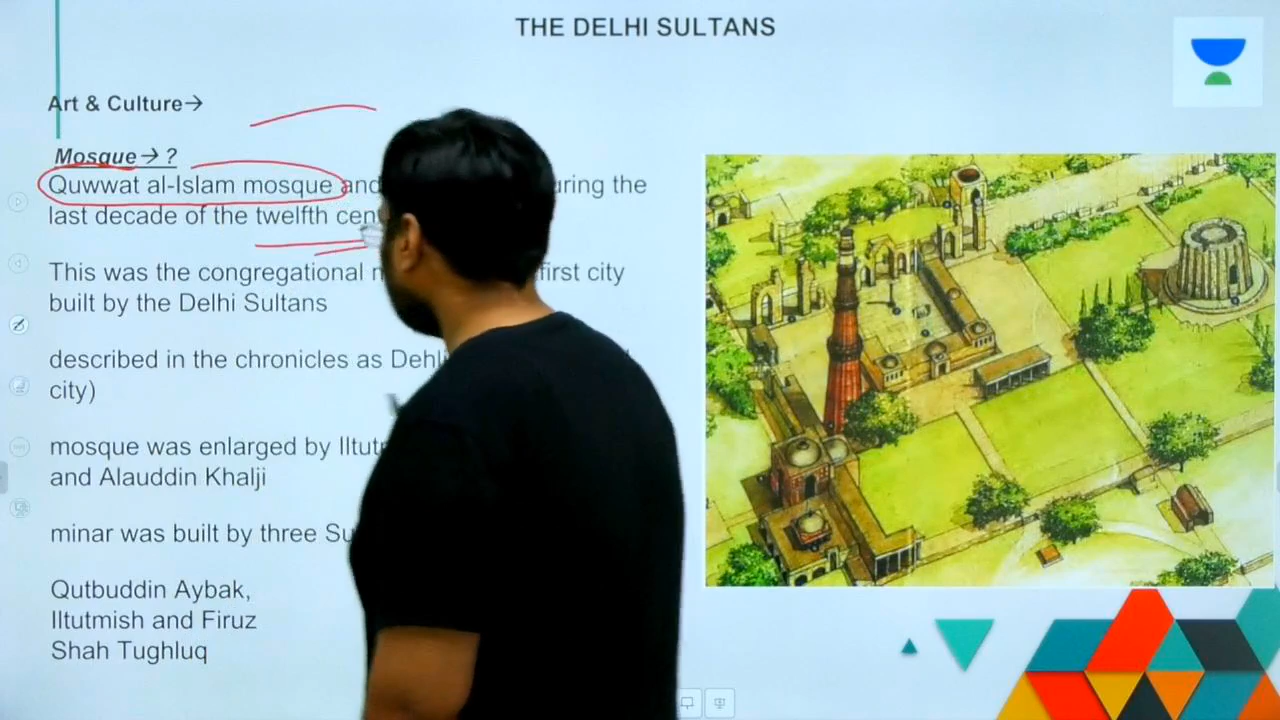 THE DELHI SULTANS
Art & Culture→
Mosque→ ?
Quwwat al-Islam mosque and uring the
last decade of the twelfth cen
This was the congregational first city
built by the Delhi Sultans
described in the chronicles as Dehli
city)
mosque was enlarged by Iltut
and Alauddin Khalji
minar was built by three Su
Qutbuddin Aybak,
Iltutmish and Firuz
Shah Tughluq